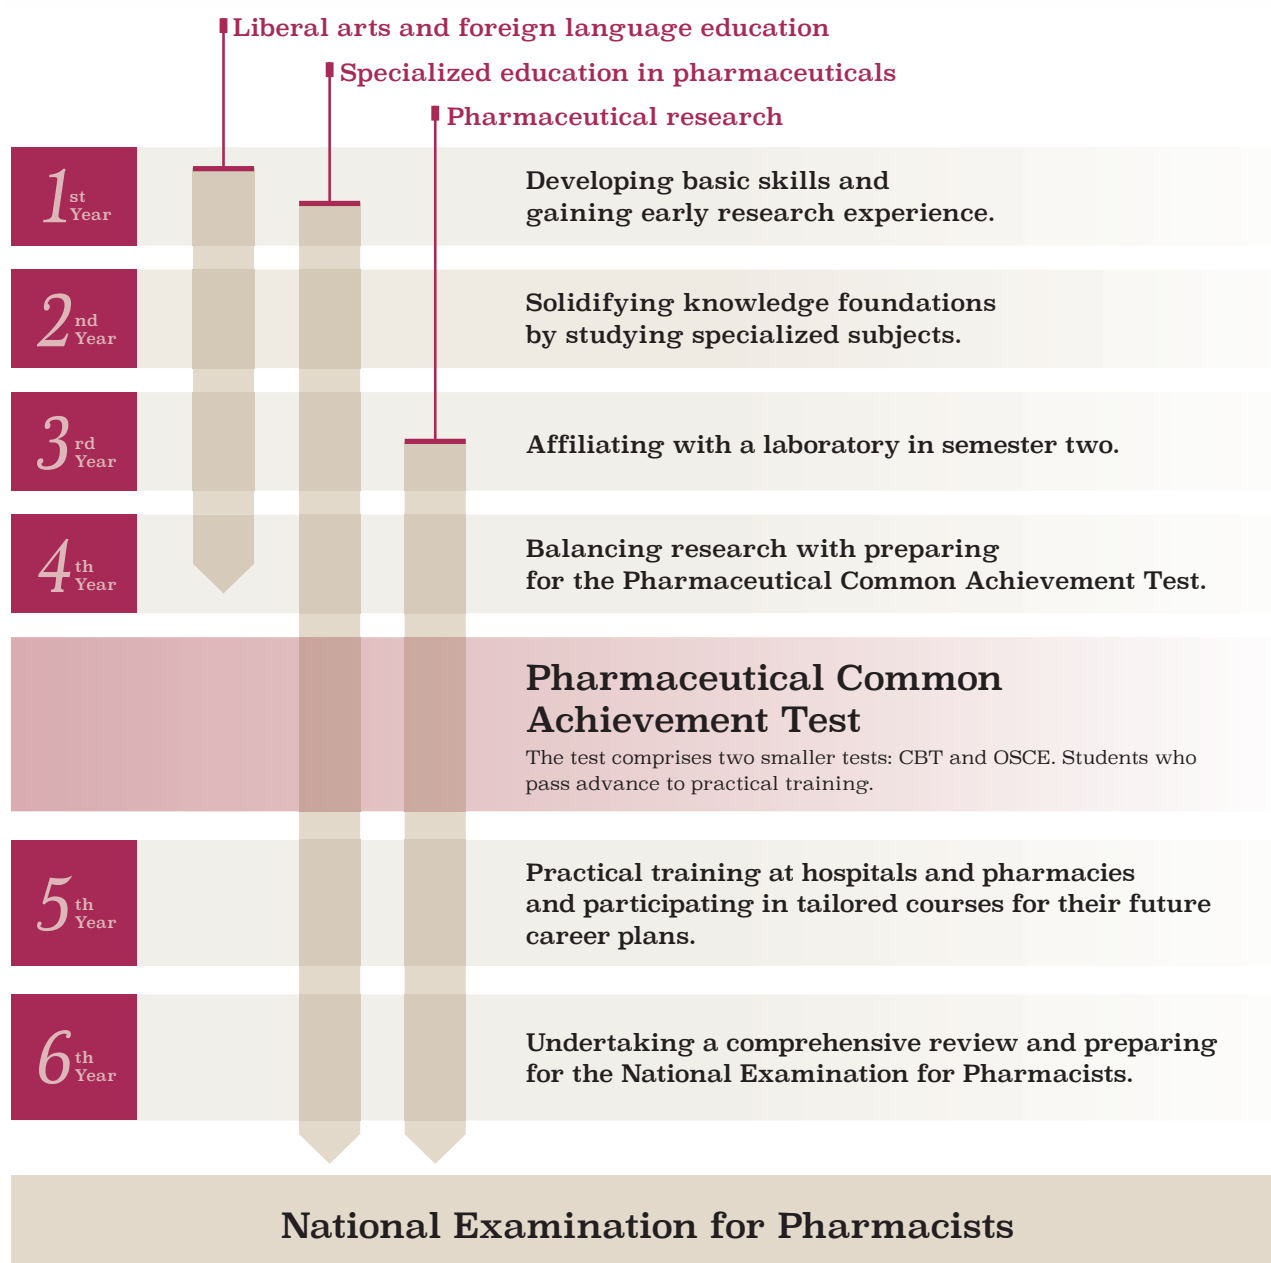 Liberal arts and foreign language education
Specialized education in pharmaceuticals
Pharmaceutical research
1st Year
Developing basic skills and
gaining early research experience.
2nd Year
Solidifying knowledge foundations
by studying specialized subjects.
3rd Year
Affiliating with a laboratory in semester two.
4th Year
Balancing research with preparing
for the Pharmaceutical Common Achievement Test.
Pharmaceutical Common
Achievement Test
The test comprises two smaller tests: CBT and OSCE. Students who
pass advance to practical training.
5th Year
Practical training at hospitals and pharmacies
and participating in tailored courses for their future
career plans.
6th Year
Undertaking a comprehensive review and preparing
for the National Examination for Pharmacists.
National Examination for Pharmacists